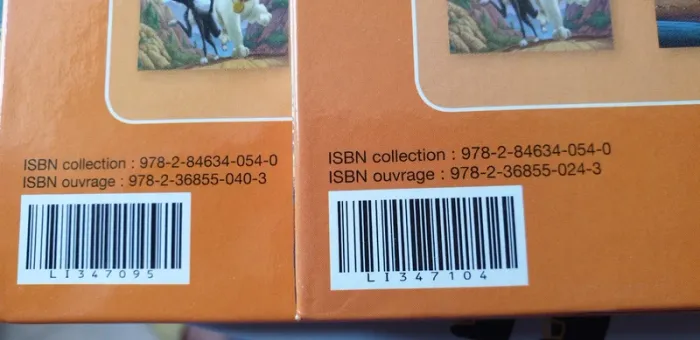 ISBN collection : 978-2-84634-054-0
ISBN ouvrage : 978-2-36855-040-3
LI347095
ISBN collection : 978-2-84634-054-0
ISBN ouvrage : 978-2-36855-024-3
LI347104